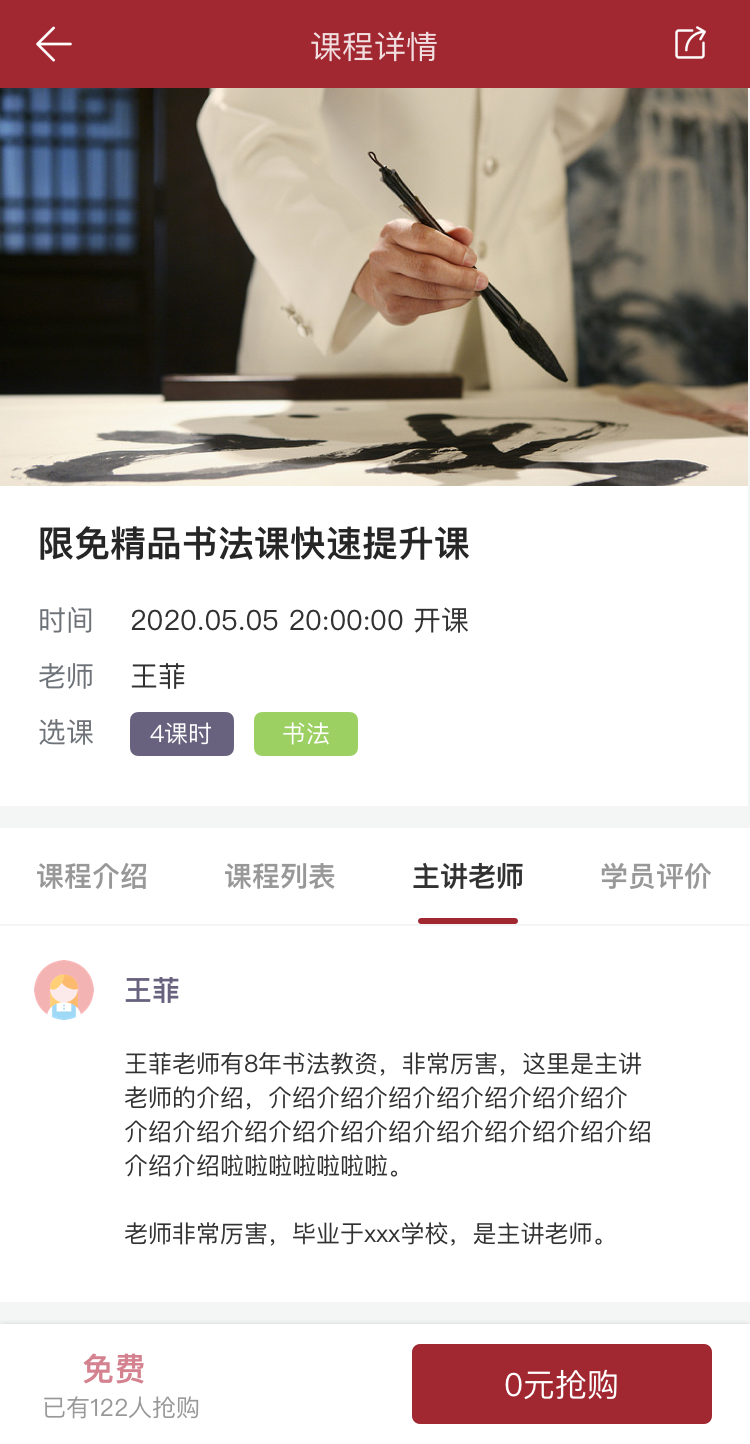 课程详情
限免精品书法课快速提升课
时间 2020.05.05 20:00:00 开课
老师 王菲
选课 4课时 书法
课程介绍 课程列表 主讲老师 学员评价
王菲
王菲老师有8年书法教资，非常厉害，这里是主讲
老师的介绍，介绍介绍介绍介绍介绍介绍介绍介
介绍介绍介绍介绍介绍介绍介绍介绍介绍介绍介绍
介绍介绍啦啦啦啦啦啦啦。
老师非常厉害，毕业于xxx学校，是主讲老师。
免费
已有122人抢购
0元抢购